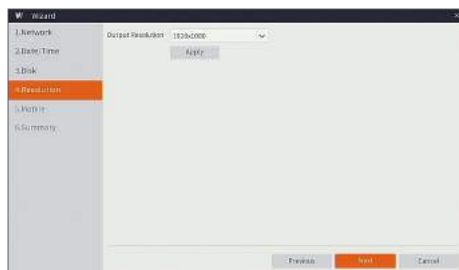 W Wizard
1.Network
Output Resolution 1920x1080
2.Date/Time
Apply
3.Disk
4.Resolution
5.Mobile
6.Summary
Previous Next Cancel